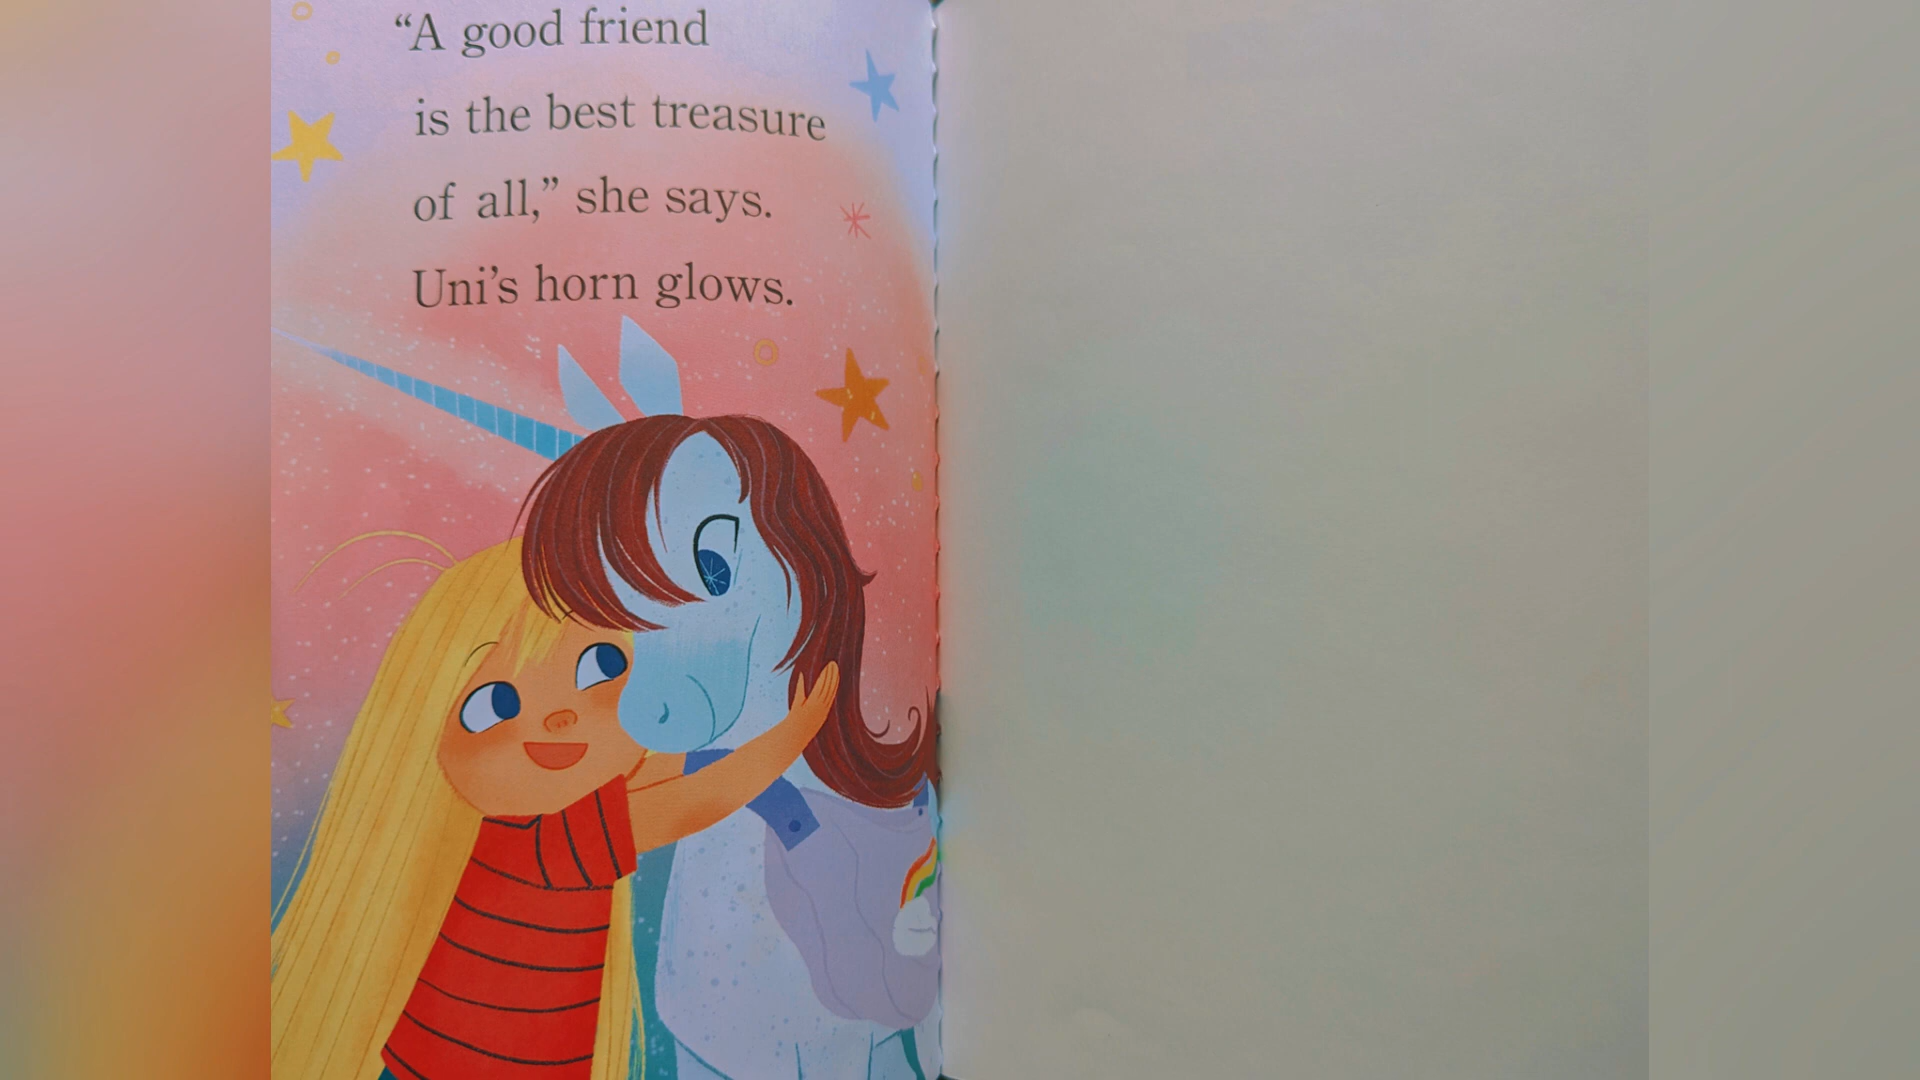 “A good friend
is the best treasure
of all,” she says.
Uni’s horn glows.